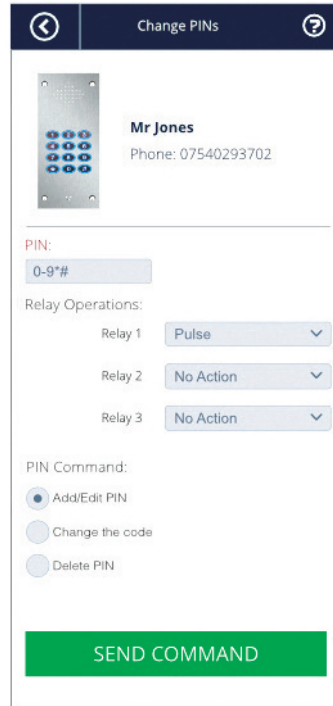 Change PINs
Mr Jones
Phone: 07540293702
PIN:
0-9*#
Relay Operations:
Relay 1 Pulse
Relay 2 No Action
Relay 3 No Action
PIN Command:
Add/Edit PIN
Change the code
Delete PIN
SEND COMMAND